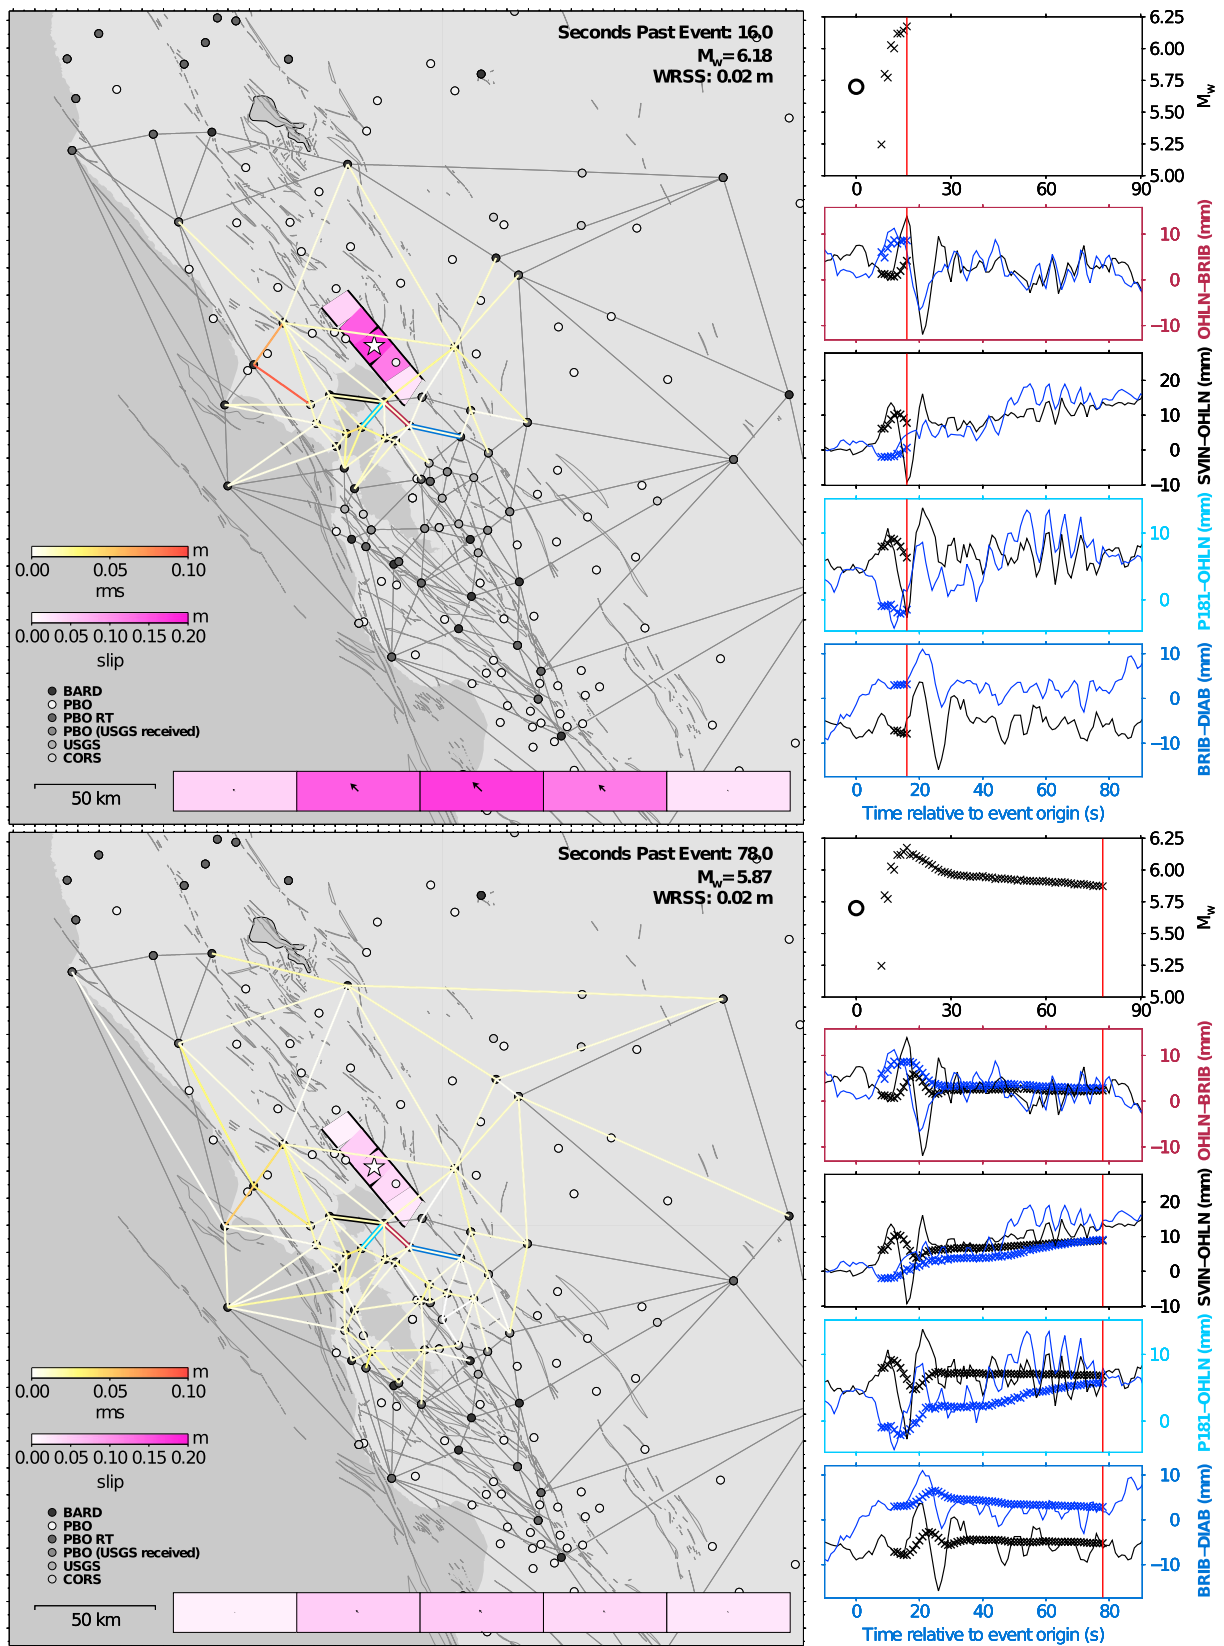 Seconds Past Event: 16.0
Mw=6.18
WRSS: 0.02 m
m
0.00 0.05 0.10
rms
m
0.00 0.05 0.10 0.15 0.20
slip
BARD
PBO
PBO RT
PBO (USGS received)
USGS
CORS
50 km
6.25
6.00
5.75
5.50
5.25
5.00
Mw
0 30 60 90
10
0
−10
OHLN−BRIB (mm)
20
10
0
−10
SVIN−OHLN (mm)
10
0
P181−OHLN (mm)
10
0
−10
BRIB−DIAB (mm)
0 20 40 60 80
Time relative to event origin (s)
Seconds Past Event: 78.0
Mw=5.87
WRSS: 0.02 m
m
0.00 0.05 0.10
rms
m
0.00 0.05 0.10 0.15 0.20
slip
BARD
PBO
PBO RT
PBO (USGS received)
USGS
CORS
50 km
6.25
6.00
5.75
5.50
5.25
5.00
Mw
0 30 60 90
10
0
−10
OHLN−BRIB (mm)
20
10
0
−10
SVIN−OHLN (mm)
10
0
P181−OHLN (mm)
10
0
−10
BRIB−DIAB (mm)
0 20 40 60 80
Time relative to event origin (s)